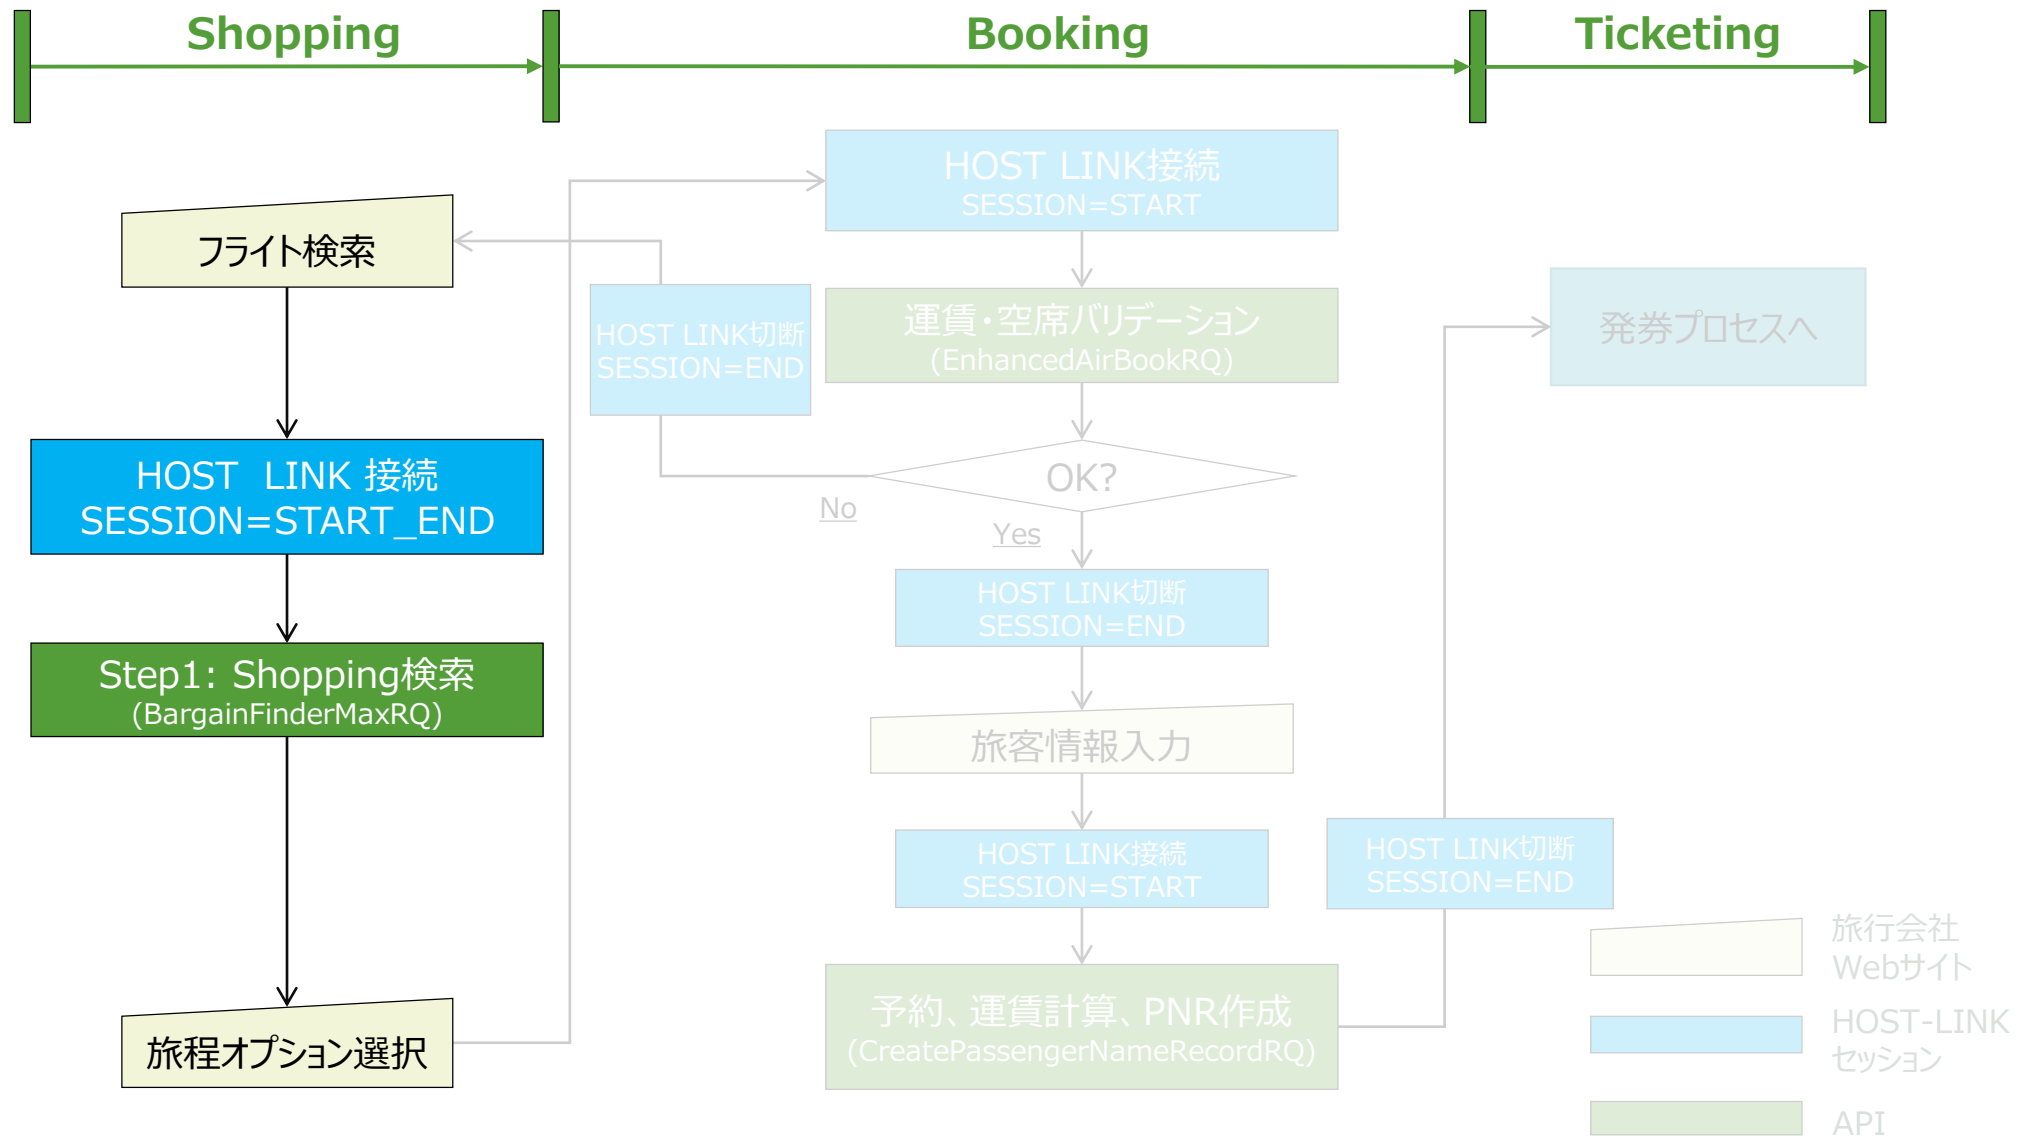 Shopping
Booking
Ticketing
フライト検索
HOST LINK 接続
SESSION=START_END
Step1: Shopping検索
(BargainFinderMaxRQ)
旅程オプション選択
HOST LINK接続
SESSION=START
運賃・空席バリデーション
(EnhancedAirBookRQ)
OK?
No
Yes
HOST LINK切断
SESSION=END
HOST LINK切断
SESSION=END
旅客情報入力
HOST LINK接続
SESSION=START
予約、運賃計算、PNR作成
(CreatePassengerNameRecordRQ)
HOST LINK切断
SESSION=END
発券プロセスへ
旅行会社
Webサイト
HOST-LINK
セッション
API